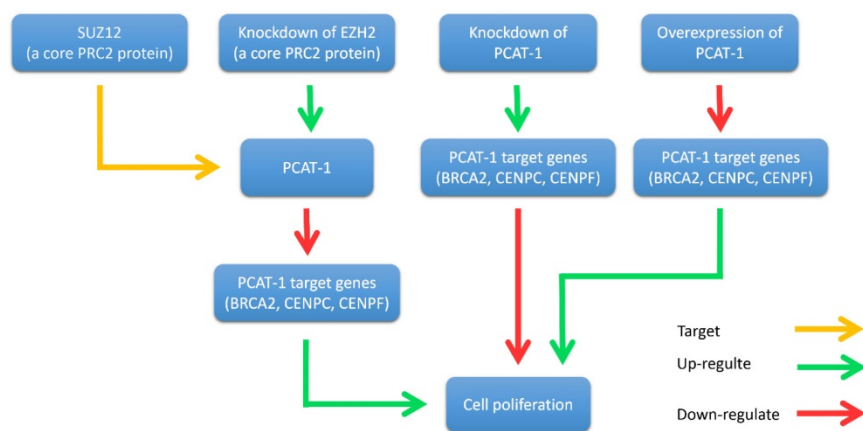 SUZ12
(a core PRC2 protein)
Knockdown of EZH2
(a core PRC2 protein)
Knockdown of
PCAT-1
Overexpression of
PCAT-1
PCAT-1
PCAT-1 target genes
(BRCA2, CENPC, CENPF)
PCAT-1 target genes
(BRCA2, CENPC, CENPF)
PCAT-1 target genes
(BRCA2, CENPC, CENPF)
Cell poliferation
Target
Up-regulte
Down-regulate